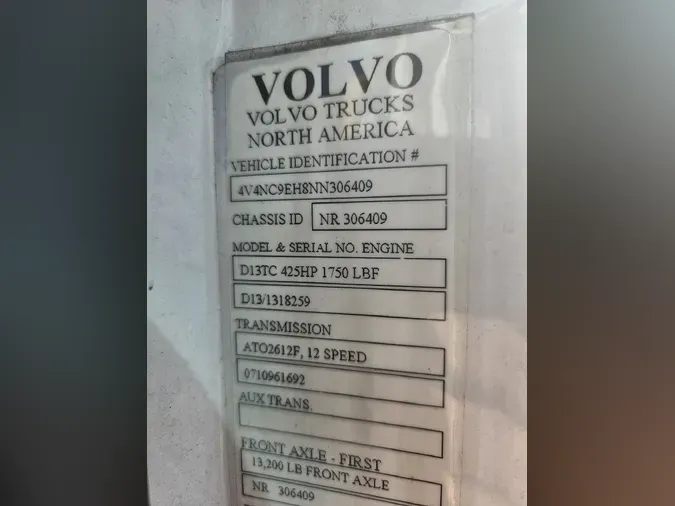 VOLVO
VOLVO TRUCKS
NORTH AMERICA
VEHICLE IDENTIFICATION #
4V4NC9EH8NN306409
CHASSIS ID NR 306409
MODEL & SERIAL NO. ENGINE
D13TC 425HP 1750 LBF
D13/1318259
TRANSMISSION
ATO2612F, 12 SPEED
0710961692
AUX TRANS.
FRONT AXLE - FIRST
13,200 LB FRONT AXLE
NR 306409